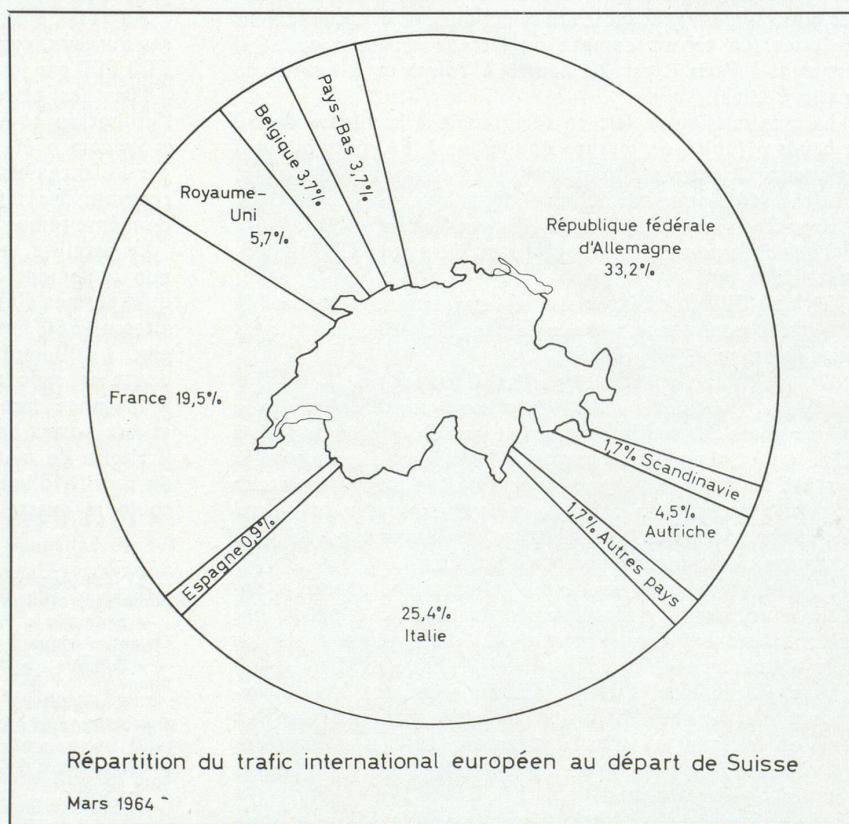 Pays-Bas 3,7%
Belgique 3,7%
Royaume-
Uni
5,7%
République fédérale
d'Allemagne
33,2%
France 19,5%
1,7% Scandinavie
4,5%
Autriche
1,7% Autres pays
Espagne 0,9%
25,4%
Italie
Répartition du trafic international européen au départ de Suisse
Mars 1964